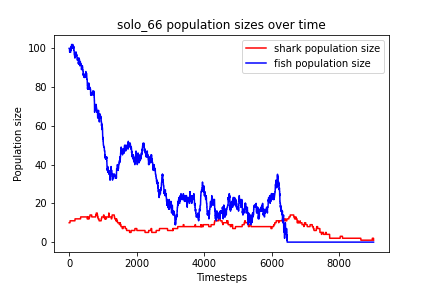 solo_66 population sizes over time
shark population size
fish population size
Population size
100
80
60
40
20
0
0
2000
4000
6000
8000
Timesteps